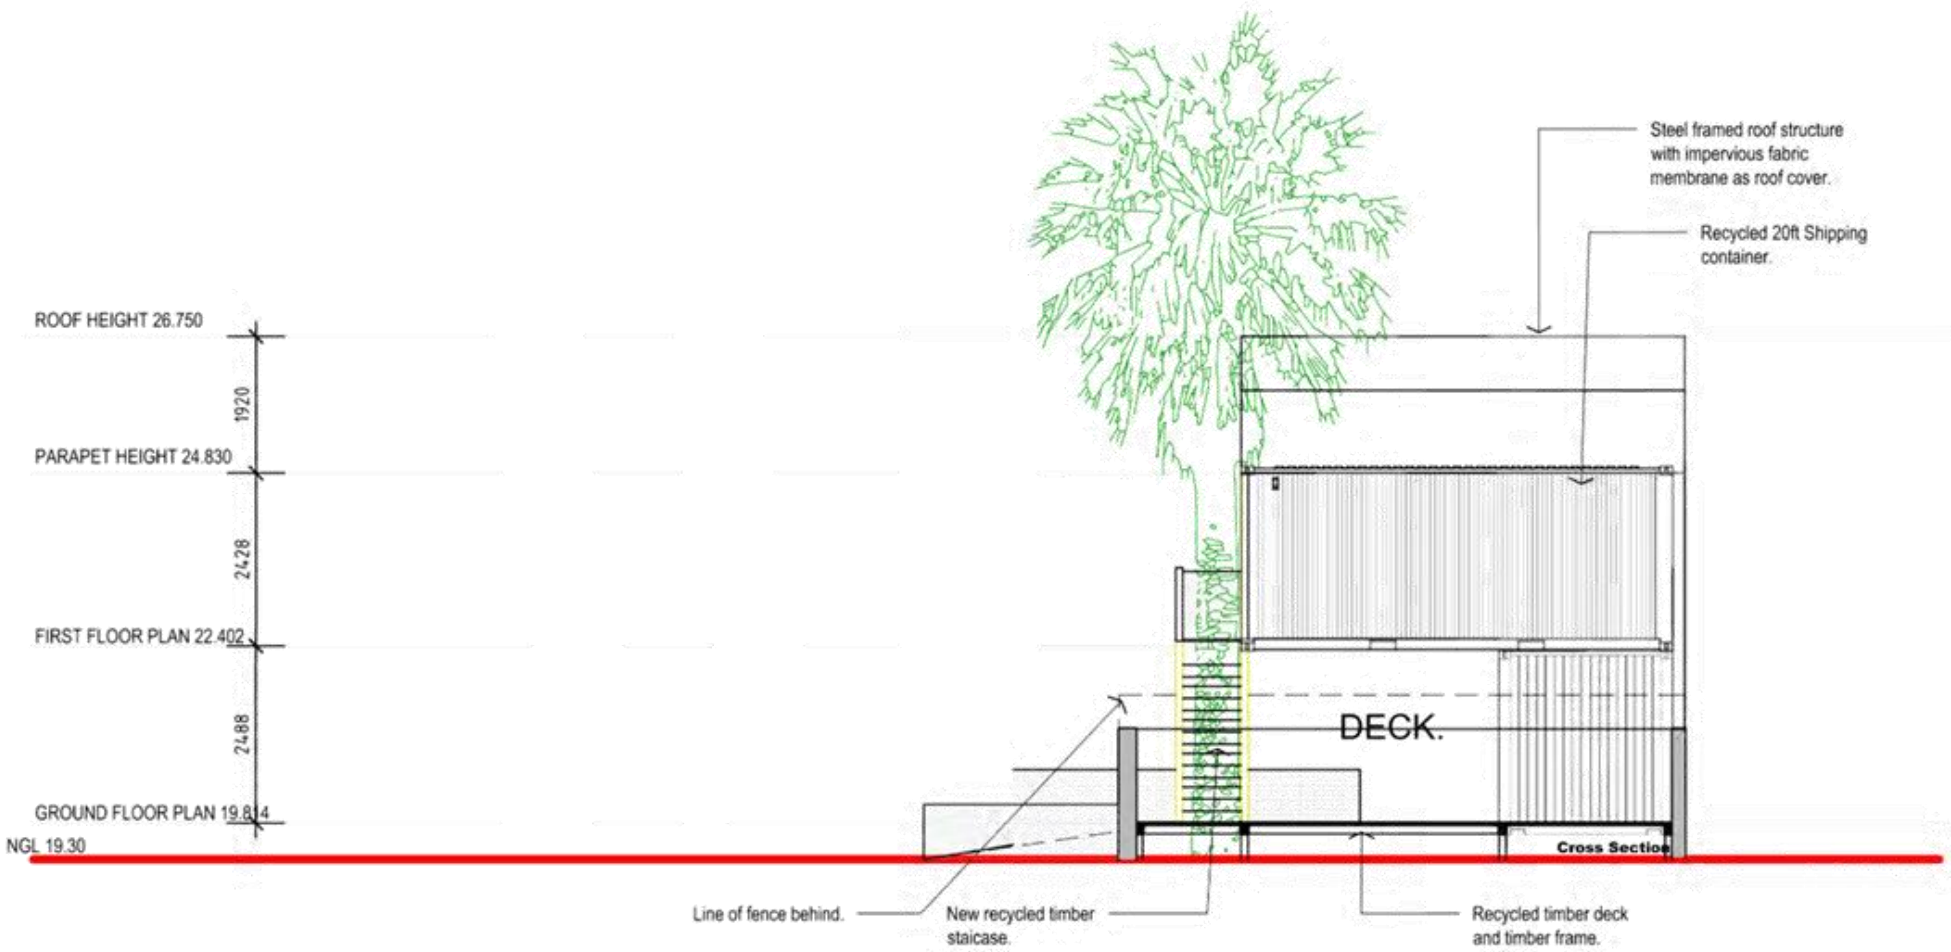 Steel framed roof structure
with impervious fabric
membrane as roof cover.
Recycled 20ft Shipping
container.
ROOF HEIGHT 26.750
1920
PARAPET HEIGHT 24.830
2428
FIRST FLOOR PLAN 22.402
2488
DECK.
GROUND FLOOR PLAN 19.814
NGL 19.30
Cross Section
Line of fence behind.
New recycled timber
staicase.
Recycled timber deck
and timber frame.